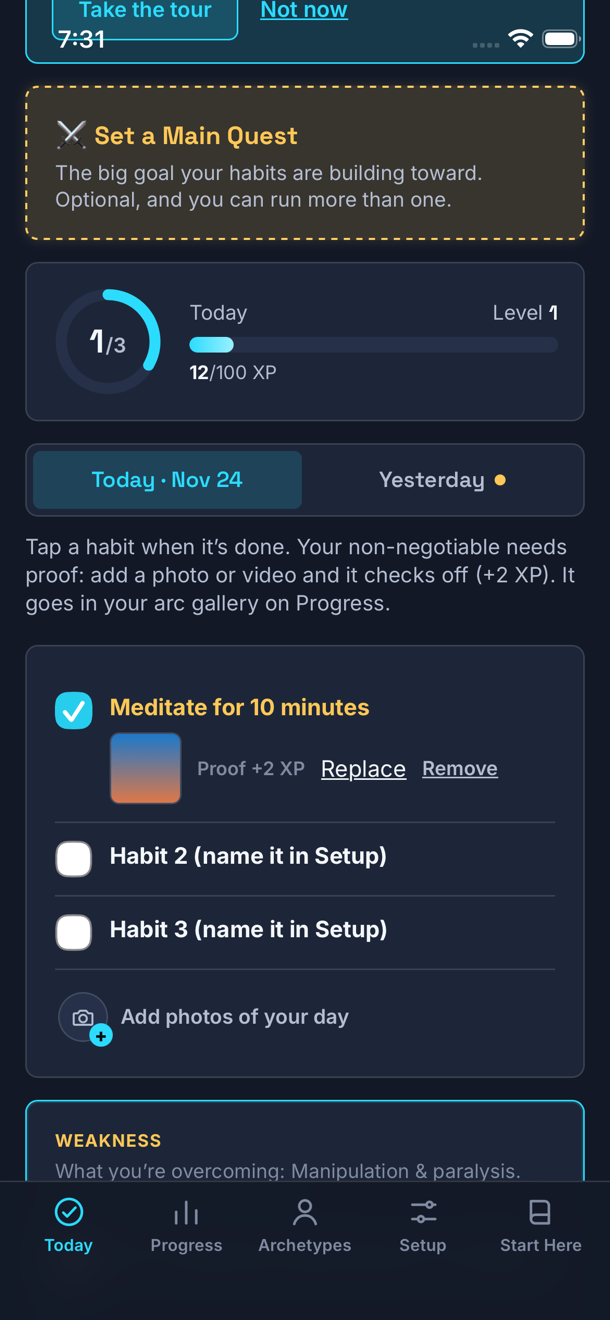 Take the tour
Not now
7:31
⚔️ Set a Main Quest
The big goal your habits are building toward.
Optional, and you can run more than one.
1/3
Today
Level 1
12/100 XP
Today · Nov 24
Yesterday
Tap a habit when it’s done. Your non-negotiable needs
proof: add a photo or video and it checks off (+2 XP). It
goes in your arc gallery on Progress.
Meditate for 10 minutes
Proof +2 XP
Replace
Remove
Habit 2 (name it in Setup)
Habit 3 (name it in Setup)
Add photos of your day
WEAKNESS
What you’re overcoming: Manipulation & paralysis.
Today
Progress
Archetypes
Setup
Start Here